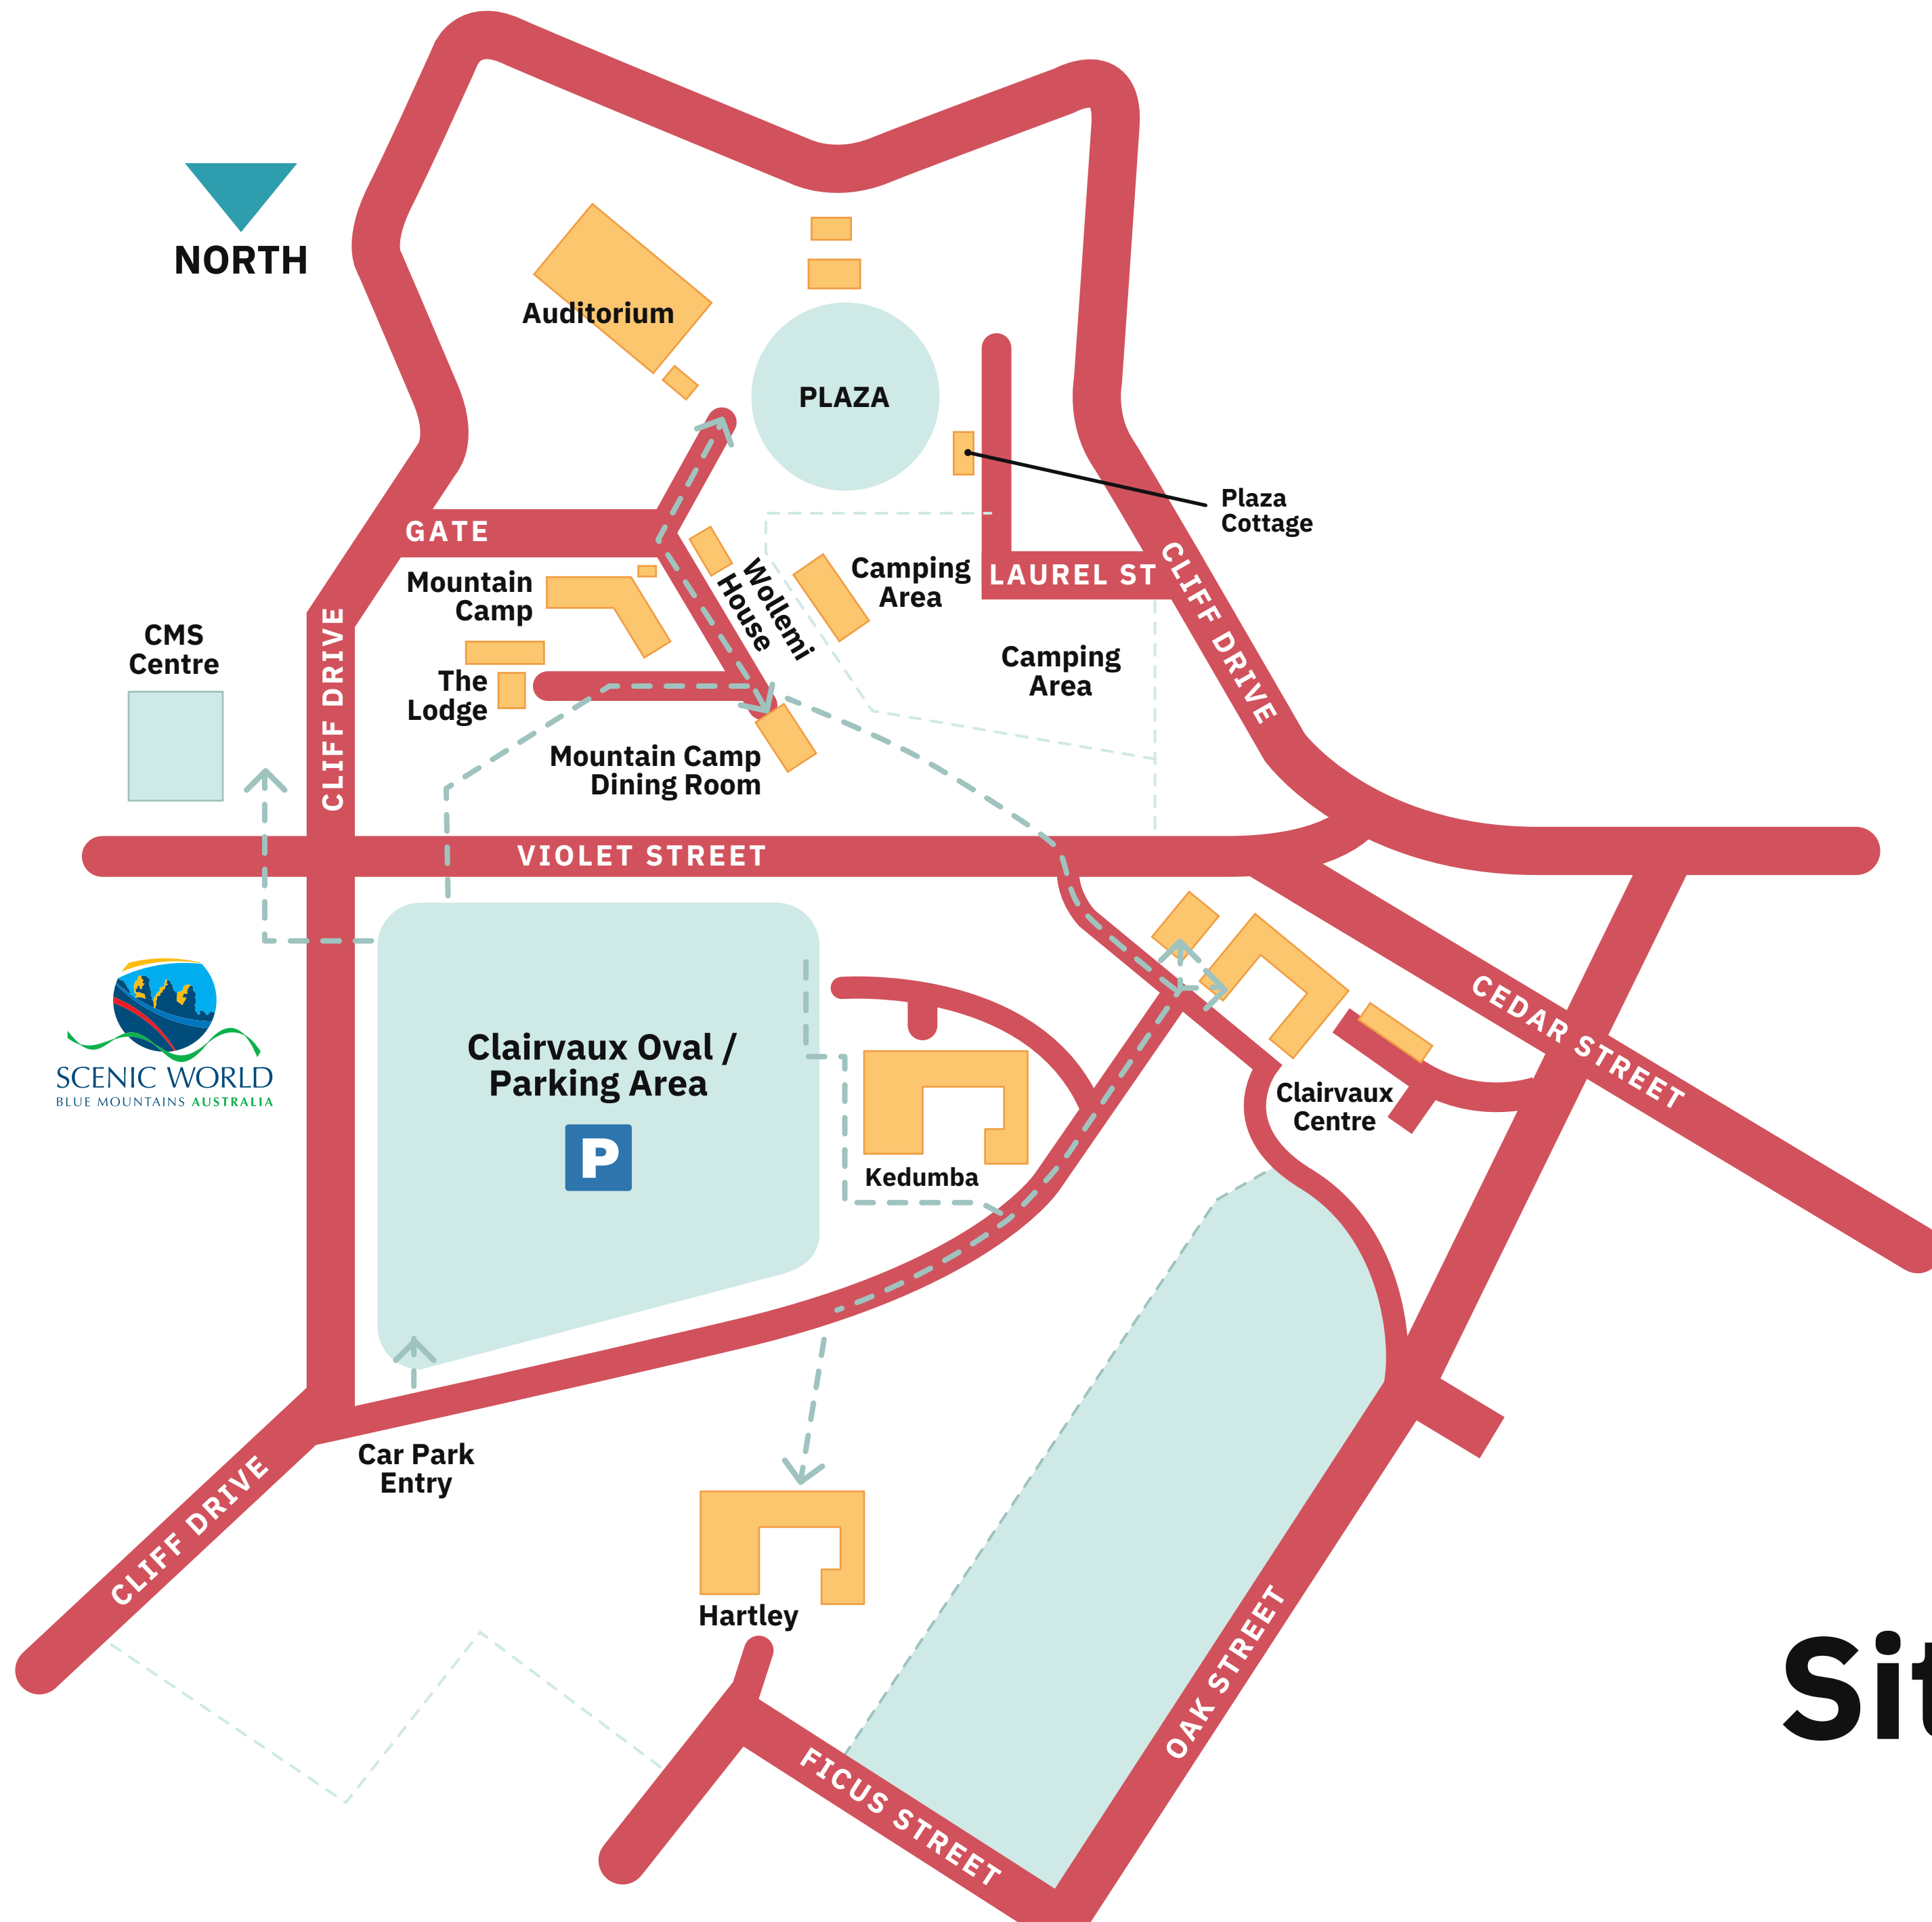 NORTH
Auditorium
PLAZA
Plaza
Cottage
GATE
Mountain
Camp
Wollemi
House
Camping
Area
LAUREL ST
CLIFF DRIVE
CMS
Centre
CLIFF DRIVE
The
Lodge
Camping
Area
Mountain Camp
Dining Room
VIOLET STREET
CEDAR STREET
SCENIC WORLD
BLUE MOUNTAINS AUSTRALIA
Clairvaux Oval /
Parking Area
P
Kedumba
Clairvaux
Centre
Car Park
Entry
CLIFF DRIVE
Hartley
OAK STREET
FICUS STREET